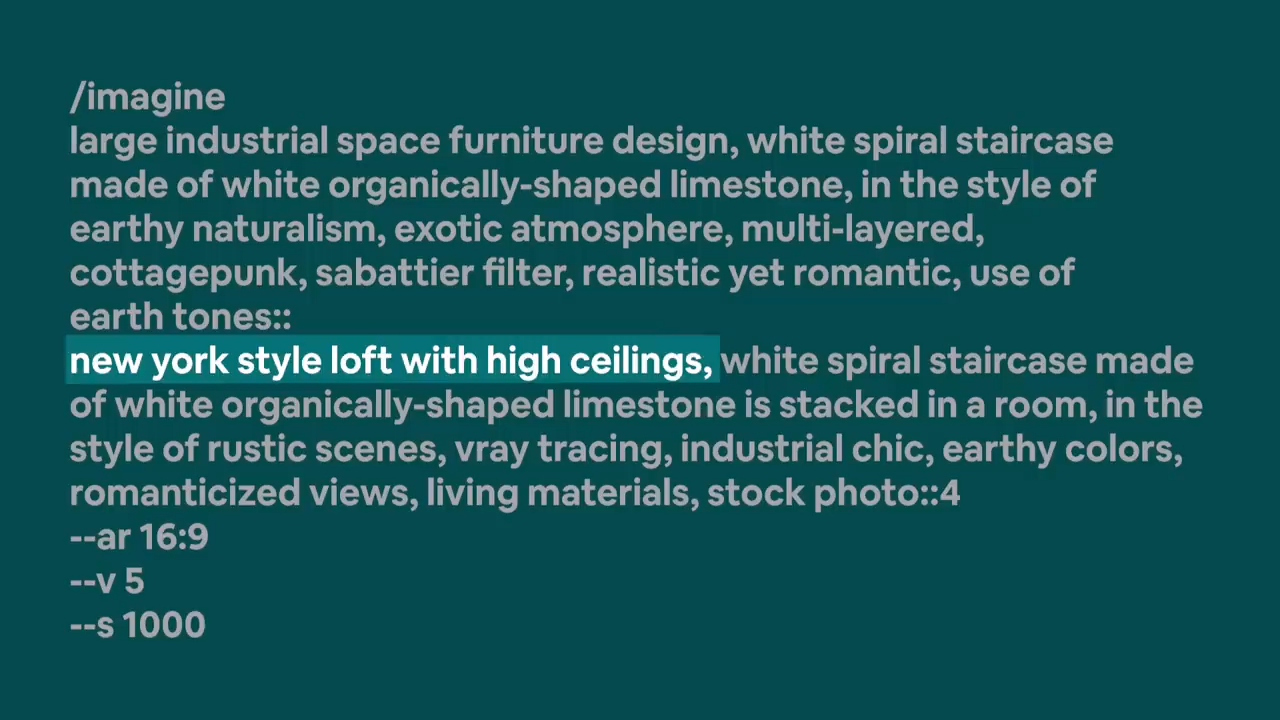 /imagine
large industrial space furniture design, white spiral staircase
made of white organically-shaped limestone, in the style of
earthy naturalism, exotic atmosphere, multi-layered,
cottagepunk, sabattier filter, realistic yet romantic, use of
earth tones::
new york style loft with high ceilings, white spiral staircase made
of white organically-shaped limestone is stacked in a room, in the
style of rustic scenes, vray tracing, industrial chic, earthy colors,
romanticized views, living materials, stock photo::4
--ar 16:9
--v 5
--s 1000